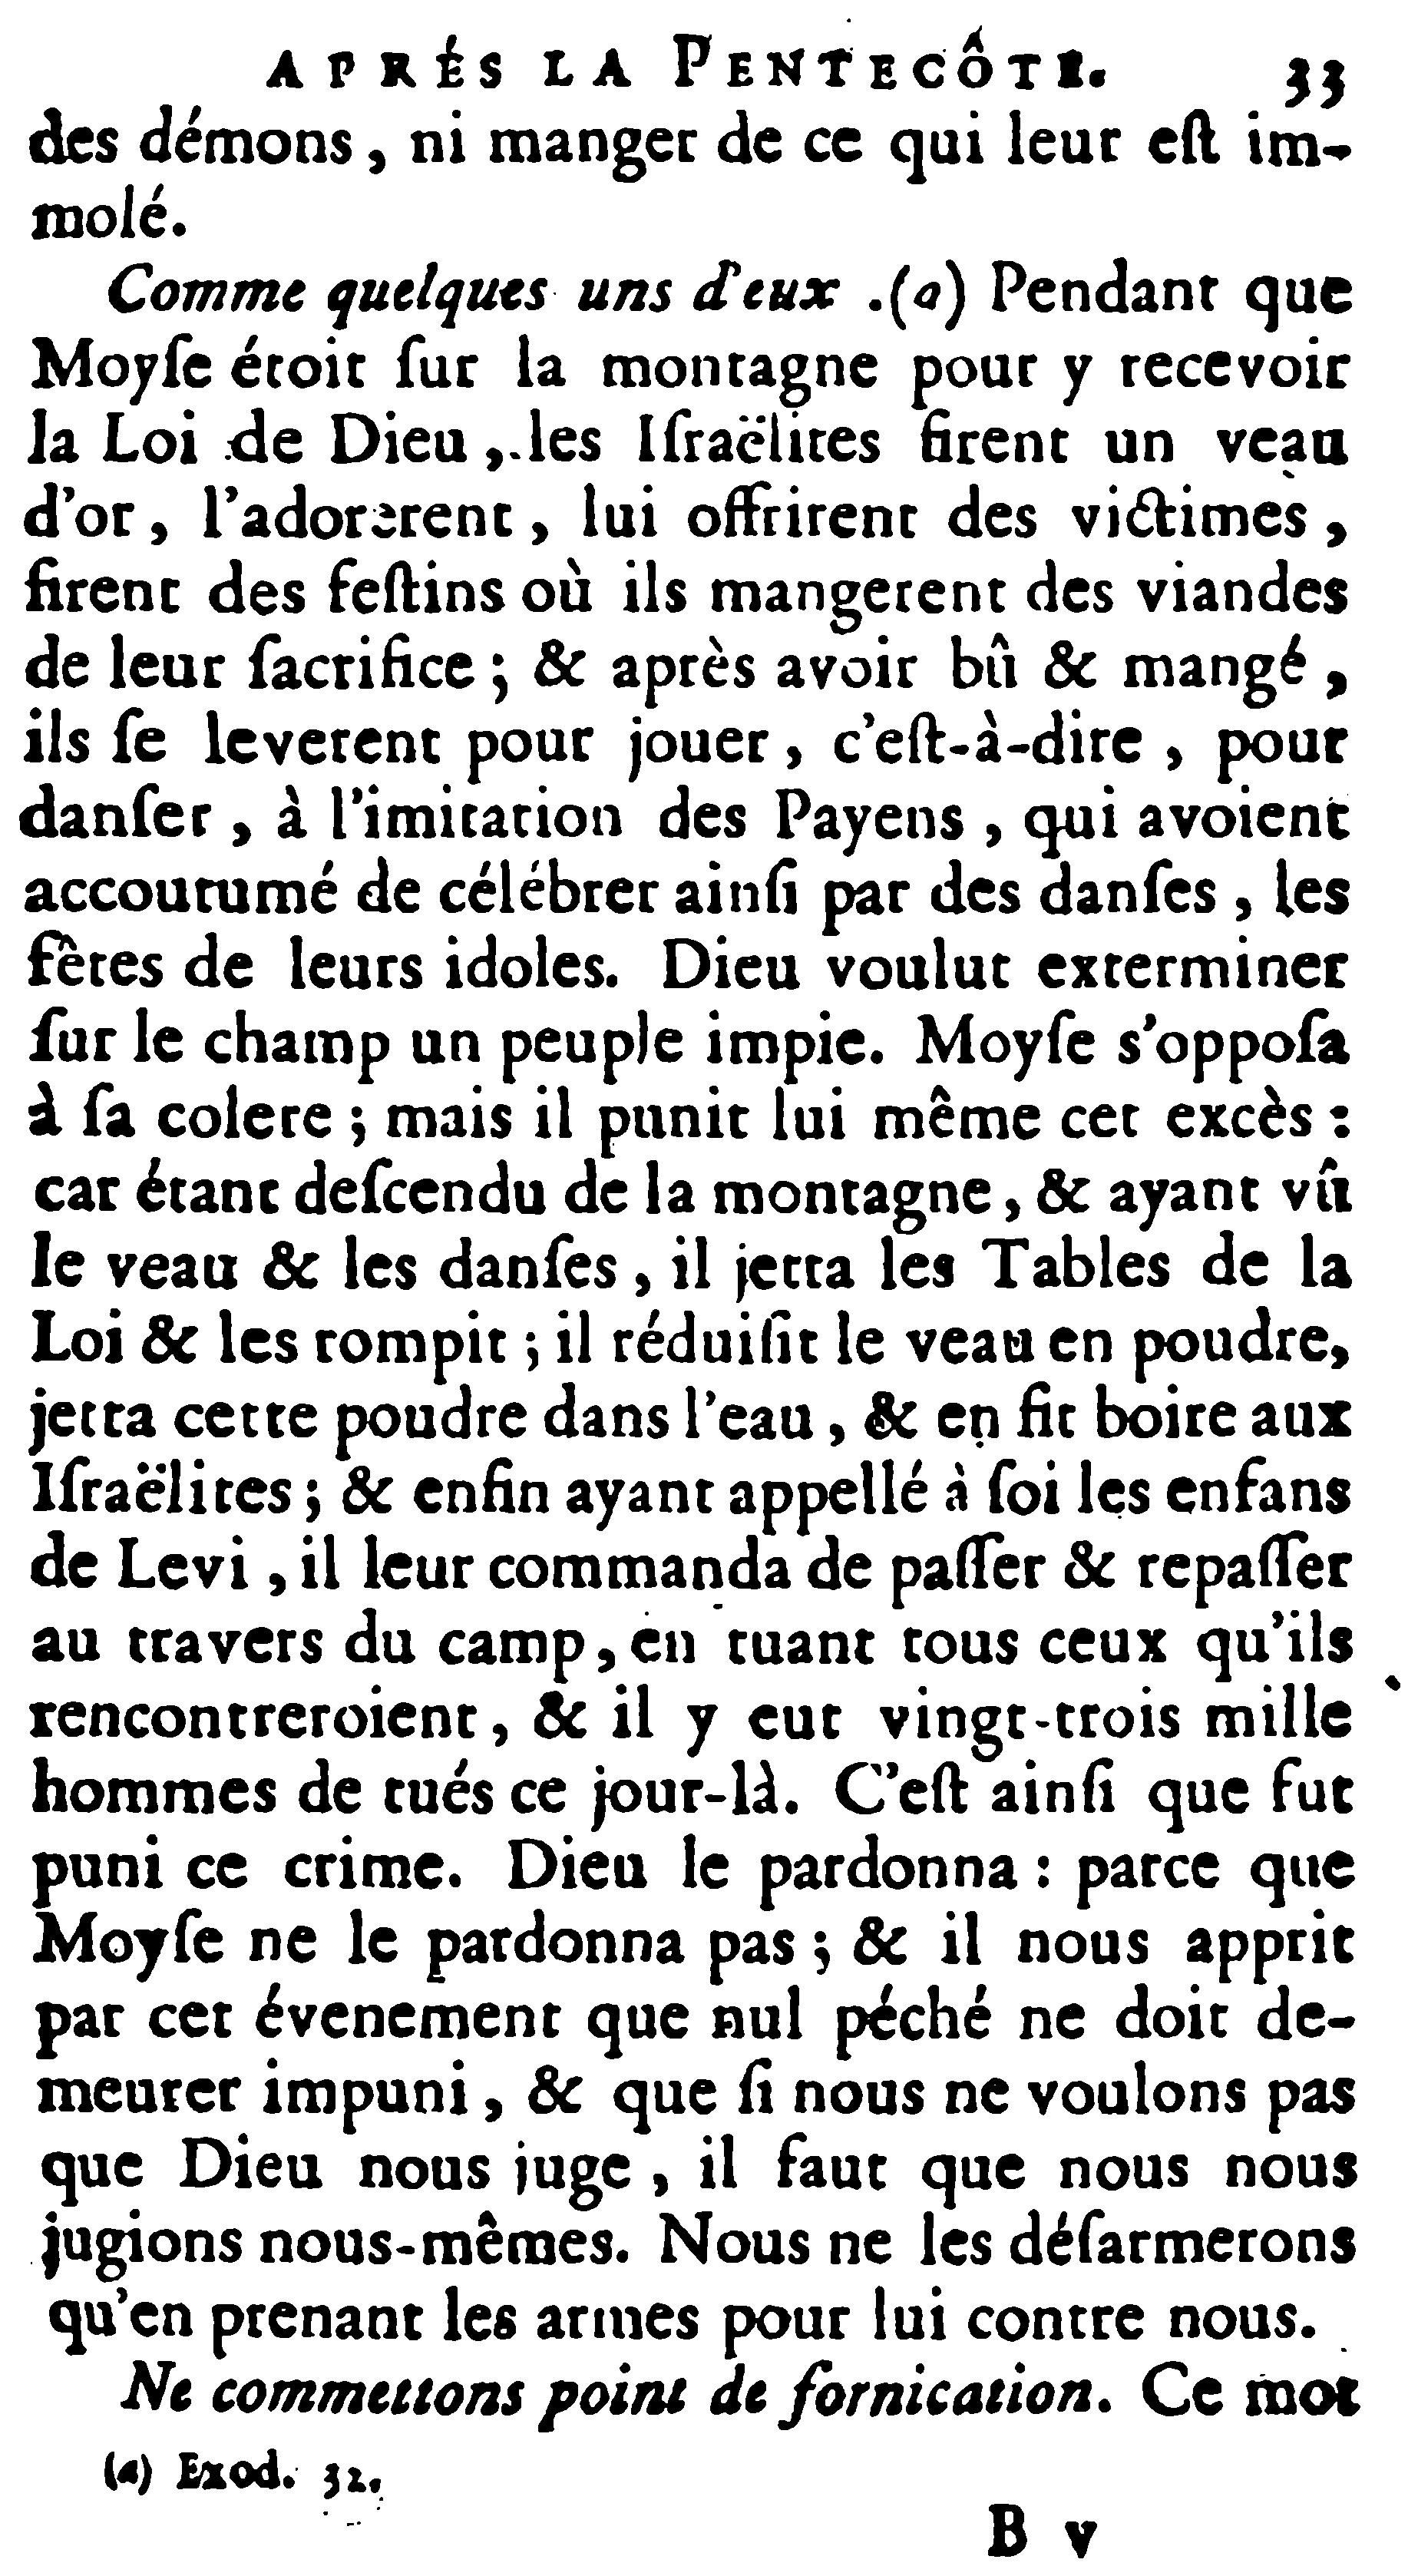 APRÉS LA PENTECÔTE. 33
des démons, ni manger de ce qui leur eſt im-
molé.
Comme quelques uns d'eux .(a) Pendant que
Moyſe étoit ſur la montagne pour y recevoir
la Loi de Dieu, les Iſraëlites firent un veau
d'or, l'adorerent, lui offrirent des victimes,
firent des feſtins où ils mangerent des viandes
de leur ſacrifice; & après avoir bû & mangé,
ils ſe leverent pour jouer, c'eſt-à-dire, pour
danſer, à l'imitation des Payens, qui avoient
accoutumé de célébrer ainſi par des danſes, les
fêtes de leurs idoles. Dieu voulut exterminer
ſur le champ un peuple impie. Moyſe s'oppoſa
à ſa colere; mais il punit lui même cet excès:
car étant deſcendu de la montagne, & ayant vû
le veau & les danſes, il jetta les Tables de la
Loi & les rompit; il réduiſit le veau en poudre,
jetta cette poudre dans l'eau, & en fit boire aux
Iſraëlites; & enfin ayant appellé à ſoi les enfans
de Levi, il leur commanda de paſſer & repaſſer
au travers du camp, en tuant tous ceux qu'ils
rencontreroient, & il y eut vingt-trois mille
hommes de tués ce jour-là. C'eſt ainſi que fut
puni ce crime. Dieu le pardonna: parce que
Moyſe ne le pardonna pas; & il nous apprit
par cet évenement que nul péché ne doit de-
meurer impuni, & que ſi nous ne voulons pas
que Dieu nous juge, il faut que nous nous
jugions nous-mêmes. Nous ne les déſarmerons
qu'en prenant les armes pour lui contre nous.
Ne commettons point de fornication. Ce mot
(a) Exod. 32.
B v